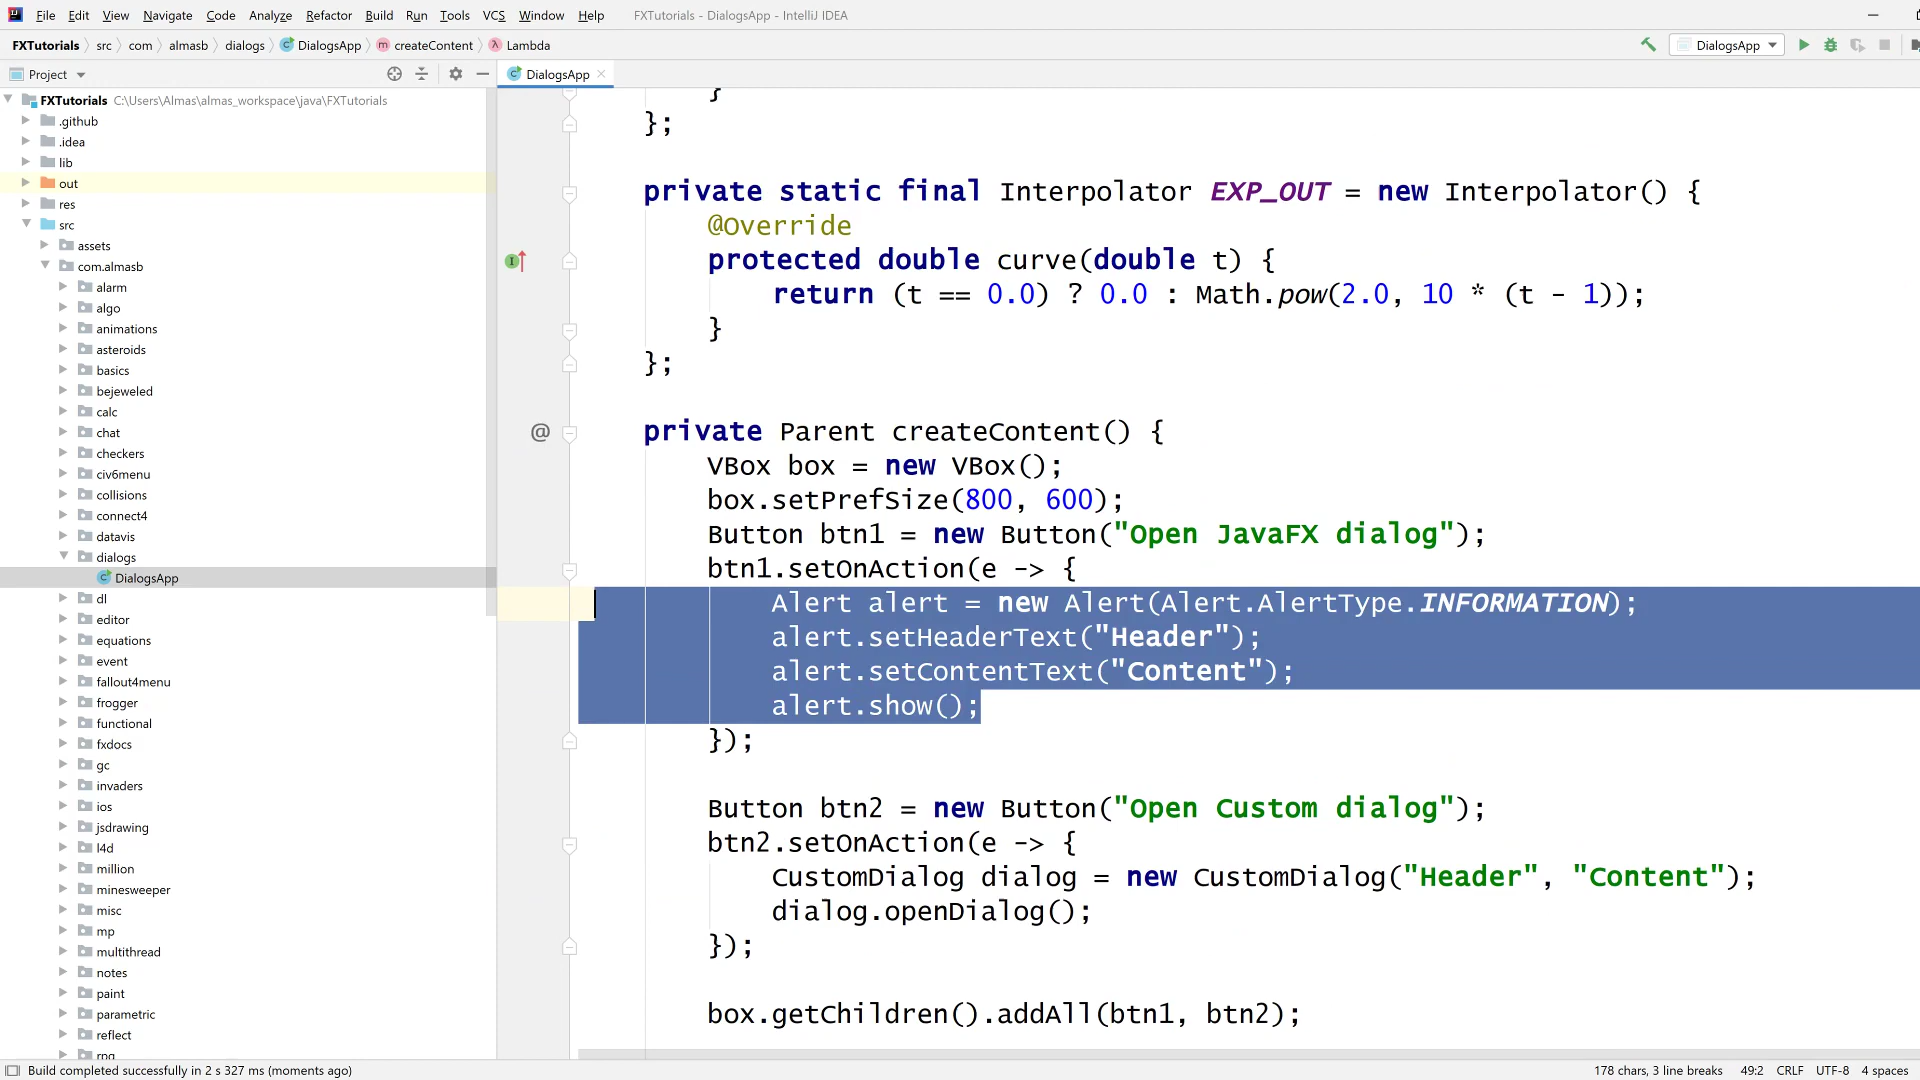 File Edit View Navigate Code Analyze Refactor Build Run Tools VCS Window Help FXTutorials - DialogsApp - IntelliJ IDEA
FXTutorials src com almasb dialogs DialogsApp createContent Lambda DialogsApp
Project DialogsApp
FXTutorials C:\Users\Almas\almas_workspace\java\FXTutorials
.github
.idea
lib
out
res
src
assets
com.almasb
alarm
algo
animations
asteroids
basics
bejeweled
calc
chat
checkers
civ6menu
collisions
connect4
datavis
dialogs
DialogsApp
dl
editor
equations
event
fallout4menu
frogger
functional
fxdocs
gc
invaders
ios
jsdrawing
l4d
million
minesweeper
misc
mp
multithread
notes
paint
parametric
reflect
rpg
}
};
private static final Interpolator EXP_OUT = new Interpolator() {
@Override
protected double curve(double t) {
return (t == 0.0) ? 0.0 : Math.pow(2.0, 10 * (t - 1));
}
};
private Parent createContent() {
VBox box = new VBox();
box.setPrefSize(800, 600);
Button btn1 = new Button("Open JavaFX dialog");
btn1.setOnAction(e -> {
Alert alert = new Alert(Alert.AlertType.INFORMATION);
alert.setHeaderText("Header");
alert.setContentText("Content");
alert.show();
});
Button btn2 = new Button("Open Custom dialog");
btn2.setOnAction(e -> {
CustomDialog dialog = new CustomDialog("Header", "Content");
dialog.openDialog();
});
box.getChildren().addAll(btn1, btn2);
Build completed successfully in 2 s 327 ms (moments ago) 178 chars, 3 line breaks 49:2 CRLF UTF-8 4 spaces